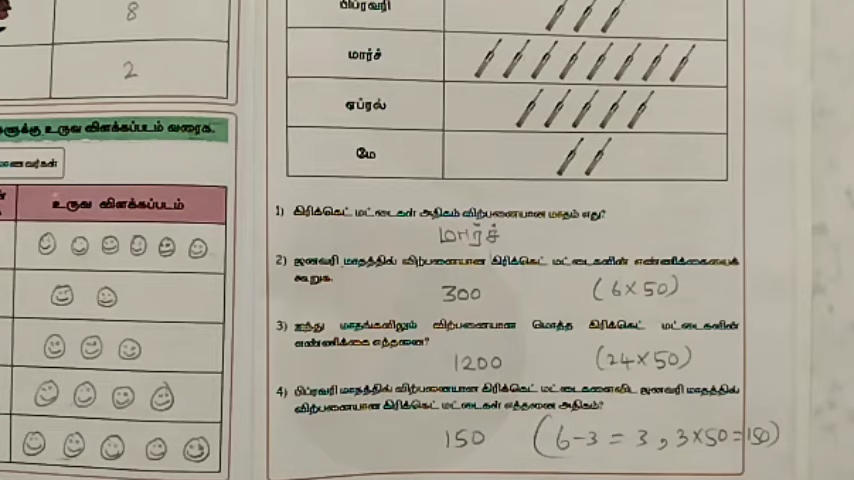 8
2
களுக்கு உருவ விளக்கப்படம் வரைக.
உருவ விளக்கப்படம்
பிப்ரவரி
மார்ச்
ஏப்ரல்
மே
1) கிரிக்கெட் மட்டைகள் அதிகம் விற்பனையான மாதம் எது?
மார்ச்
2) ஜனவரி மாதத்தில் விற்பனையான கிரிக்கெட் மட்டைகளின் எண்ணிக்கையைக்
கூறுக.
300 (6 X 50)
3) ஐந்து மாதங்களிலும் விற்பனையான மொத்த கிரிக்கெட் மட்டைகளின்
எண்ணிக்கை எத்தனை?
1200 (24 X 50)
4) பிப்ரவரி மாதத்தில் விற்பனையான கிரிக்கெட் மட்டைகளைவிட ஜனவரி மாதத்தில்
விற்பனையான கிரிக்கெட் மட்டைகள் எத்தனை அதிகம்?
150 (6-3 = 3, 3 X 50 = 150)